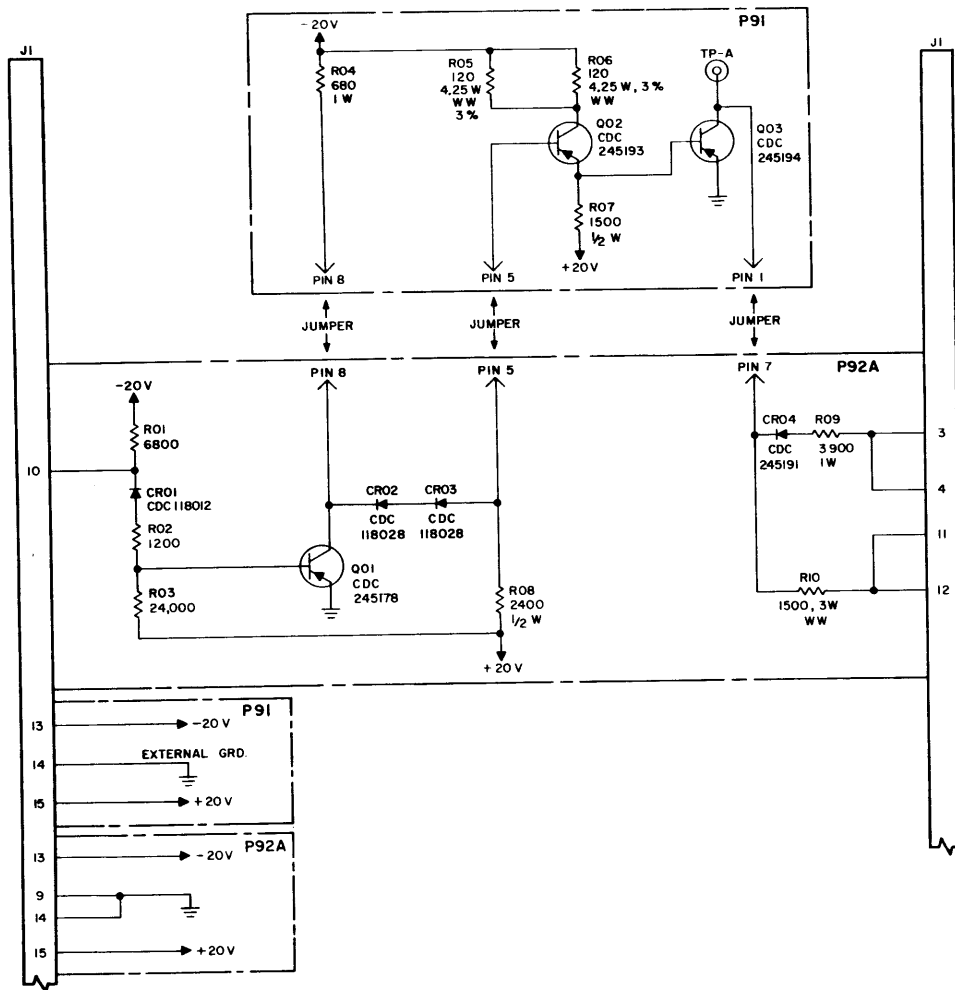 J1
P91
J1
-20V
R04
680
1 W
R05
120
4.25 W
WW
3%
R06
120
4.25 W, 3%
WW
TP-A
Q02
CDC
245193
Q03
CDC
245194
R07
1500
1/2 W
+20V
PIN 8
PIN 5
PIN 1
JUMPER
JUMPER
JUMPER
PIN 8
PIN 5
PIN 7
P92A
-20V
R01
6800
10
CR01
CDC 118012
R02
1200
R03
24,000
CR02
CDC
118028
CR03
CDC
118028
Q01
CDC
245178
R08
2400
1/2 W
+20V
CR04
CDC
245191
R09
3900
1W
3
4
11
R10
1500, 3W
WW
12
P91
13
-20V
EXTERNAL GRD.
14
15
+20V
P92A
13
-20V
9
14
15
+20V